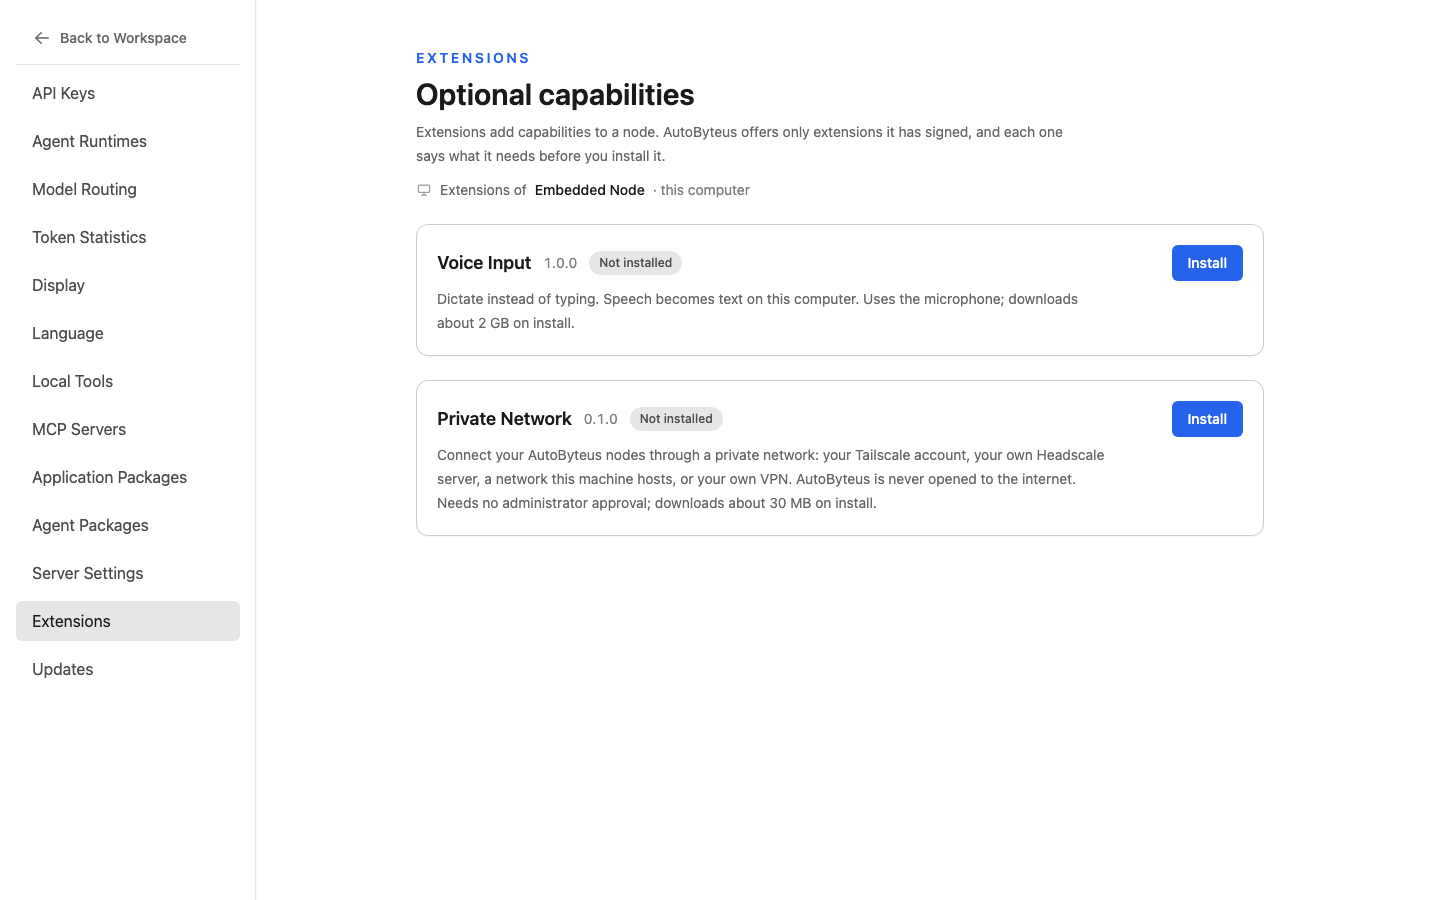 Back to Workspace
API Keys
Agent Runtimes
Model Routing
Token Statistics
Display
Language
Local Tools
MCP Servers
Application Packages
Agent Packages
Server Settings
Extensions
Updates
EXTENSIONS
Optional capabilities
Extensions add capabilities to a node. AutoByteus offers only extensions it has signed, and each one
says what it needs before you install it.
Extensions of Embedded Node · this computer
Voice Input 1.0.0 Not installed Install
Dictate instead of typing. Speech becomes text on this computer. Uses the microphone; downloads
about 2 GB on install.
Private Network 0.1.0 Not installed Install
Connect your AutoByteus nodes through a private network: your Tailscale account, your own Headscale
server, a network this machine hosts, or your own VPN. AutoByteus is never opened to the internet.
Needs no administrator approval; downloads about 30 MB on install.